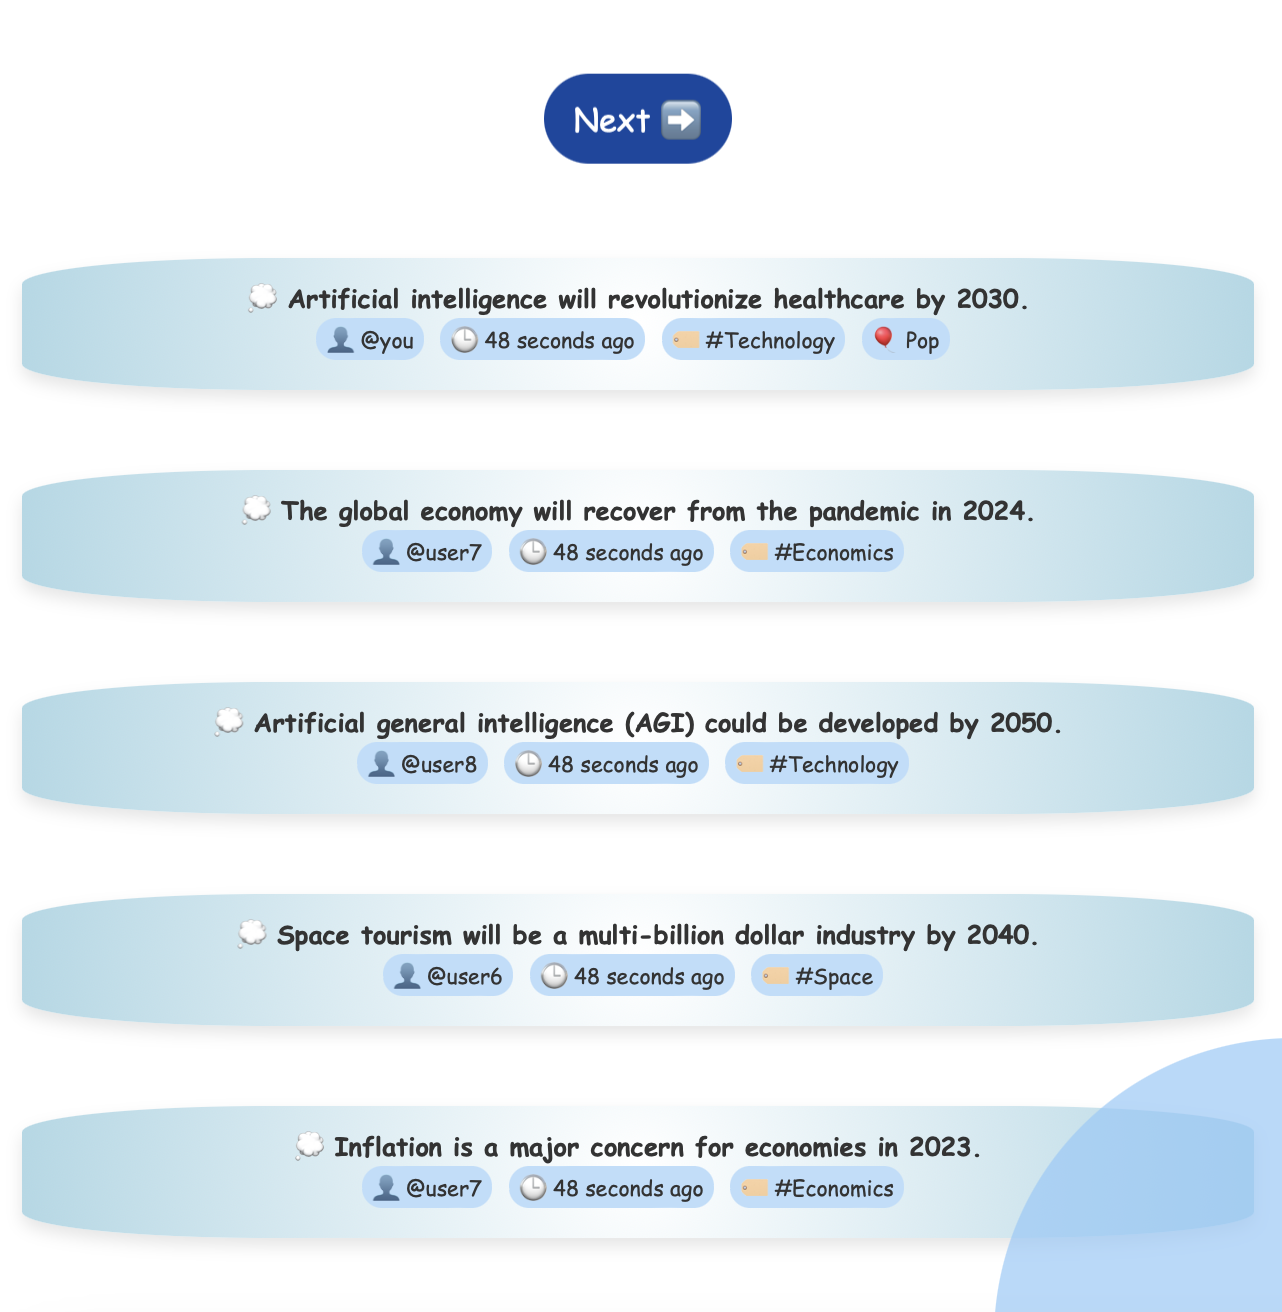 Next ➡️
💭 Artificial intelligence will revolutionize healthcare by 2030.
👤 @you 🕒 48 seconds ago 🏷️ #Technology 🎈 Pop
💭 The global economy will recover from the pandemic in 2024.
👤 @user7 🕒 48 seconds ago 🏷️ #Economics
💭 Artificial general intelligence (AGI) could be developed by 2050.
👤 @user8 🕒 48 seconds ago 🏷️ #Technology
💭 Space tourism will be a multi-billion dollar industry by 2040.
👤 @user6 🕒 48 seconds ago 🏷️ #Space
💭 Inflation is a major concern for economies in 2023.
👤 @user7 🕒 48 seconds ago 🏷️ #Economics